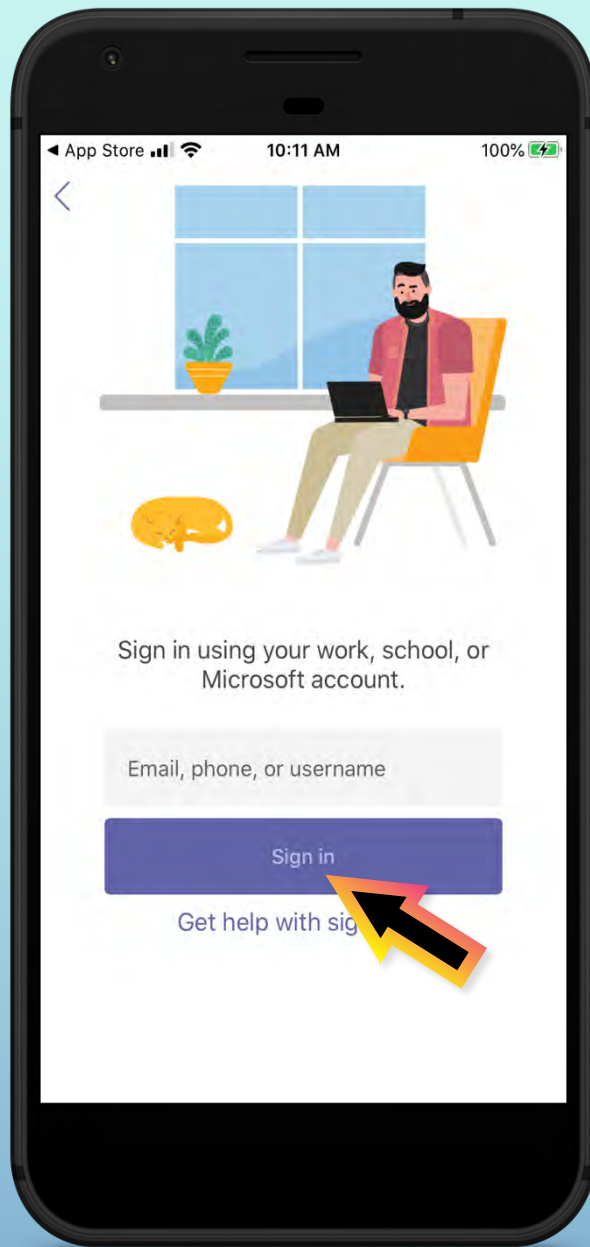 App Store 10:11 AM 100%
Sign in using your work, school, or
Microsoft account.
Email, phone, or username
Sign in
Get help with